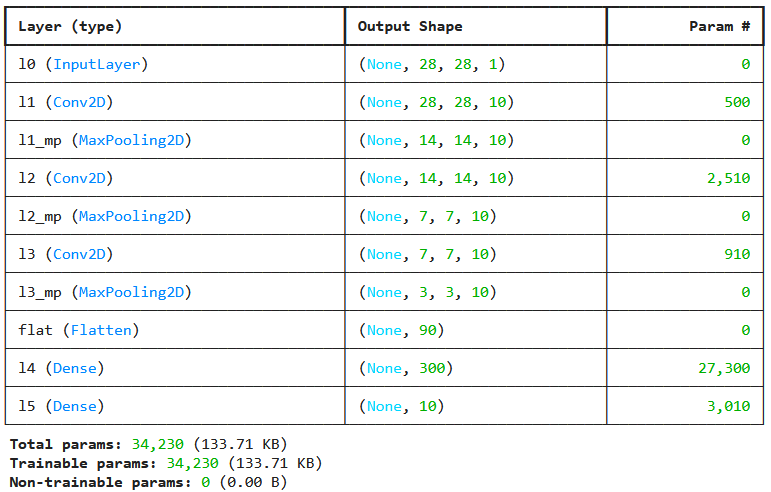 Layer (type) Output Shape Param #
l0 (InputLayer) (None, 28, 28, 1) 0
l1 (Conv2D) (None, 28, 28, 10) 500
l1_mp (MaxPooling2D) (None, 14, 14, 10) 0
l2 (Conv2D) (None, 14, 14, 10) 2,510
l2_mp (MaxPooling2D) (None, 7, 7, 10) 0
l3 (Conv2D) (None, 7, 7, 10) 910
l3_mp (MaxPooling2D) (None, 3, 3, 10) 0
flat (Flatten) (None, 90) 0
l4 (Dense) (None, 300) 27,300
l5 (Dense) (None, 10) 3,010
Total params: 34,230 (133.71 KB)
Trainable params: 34,230 (133.71 KB)
Non-trainable params: 0 (0.00 B)